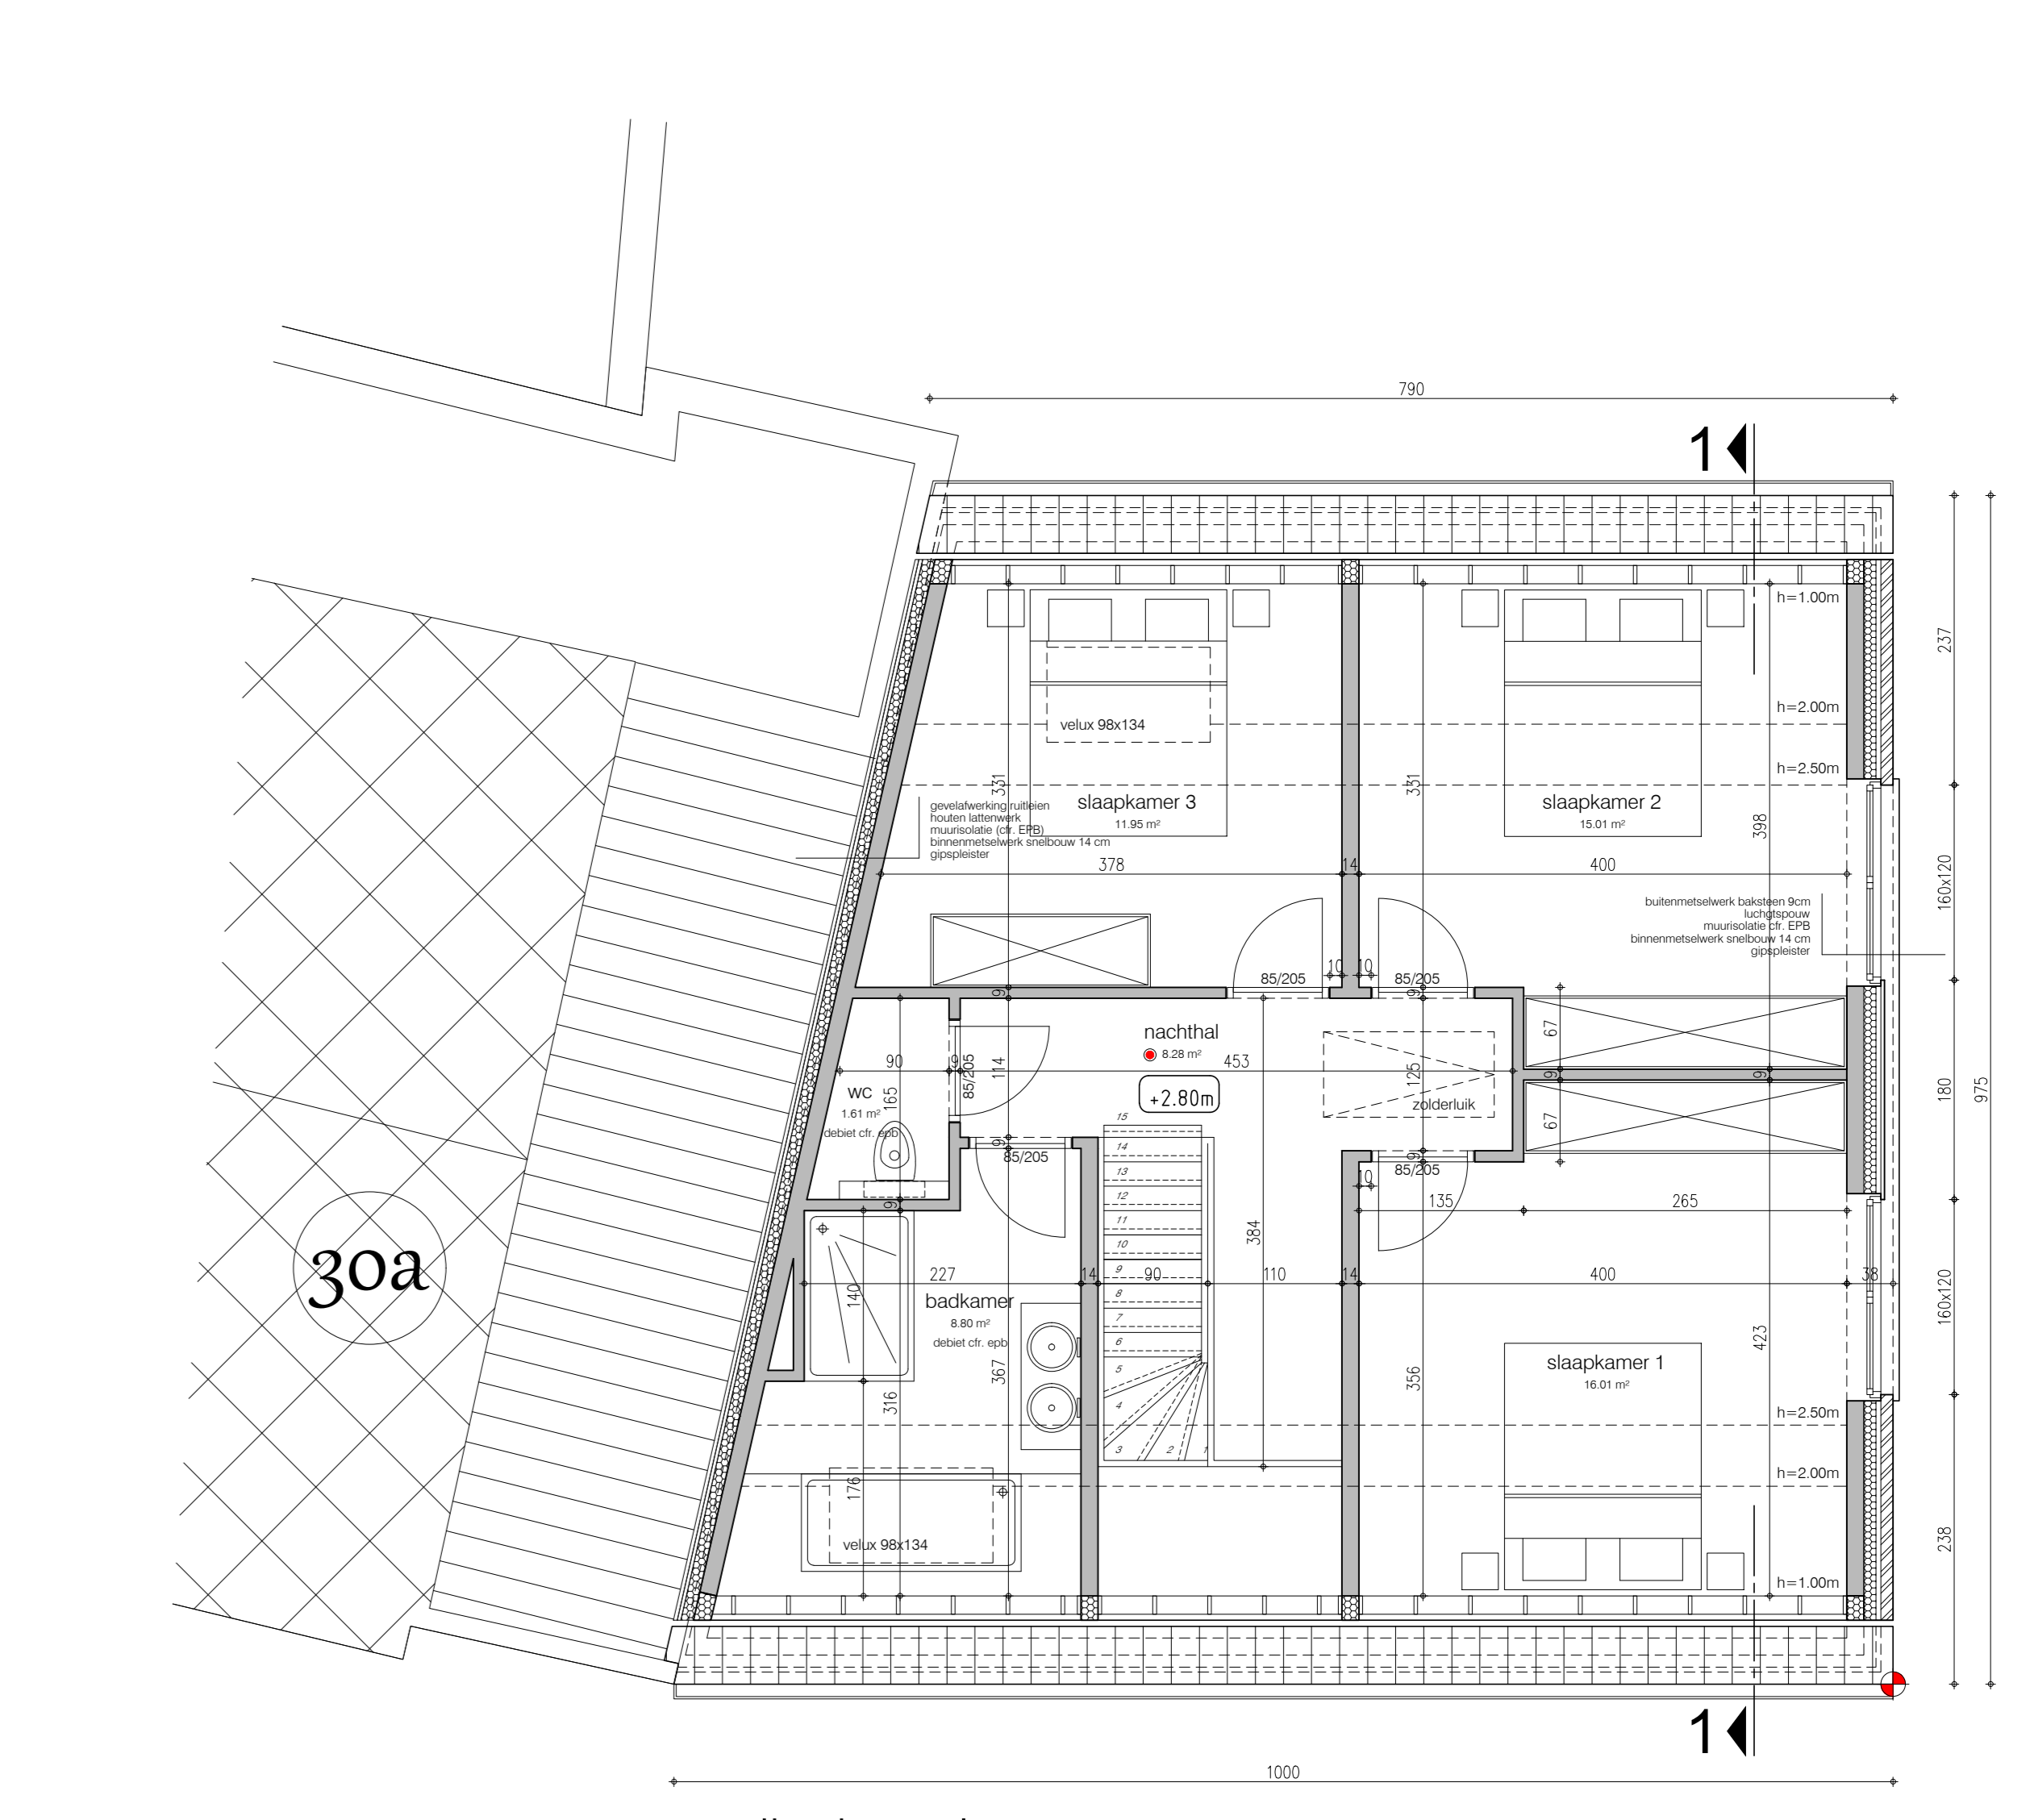 790
1
h=1.00m
237
h=2.00m
velux 98x134
h=2.50m
331
331
gevelafwerking ruitleien
houten lattenwerk
muurisolatie (cfr. EPB)
binnenmetselwerk snelbouw 14 cm
gipspleister
slaapkamer 3
11.95 m²
slaapkamer 2
15.01 m²
398
378
14
400
160x120
buitenmetselwerk baksteen 9cm
luchgtspouw
muurisolatie cfr. EPB
binnenmetselwerk snelbouw 14 cm
gipspleister
10
10
85/205
85/205
9
9
67
nachthal
8.28 m²
90
9
85/205
114
453
125
9
9
180
975
WC
1.61 m²
165
debiet cfr. epb
+2.80m
zolderluik
67
15
14
13
12
11
10
9
8
7
6
5
4
3
2
1
9
85/205
9
85/205
10
9
135
265
384
30a
227
14
90
110
14
400
38
140
badkamer
8.80 m²
debiet cfr. epb
160x120
423
367
316
356
slaapkamer 1
16.01 m²
h=2.50m
176
h=2.00m
velux 98x134
238
h=1.00m
1
1000